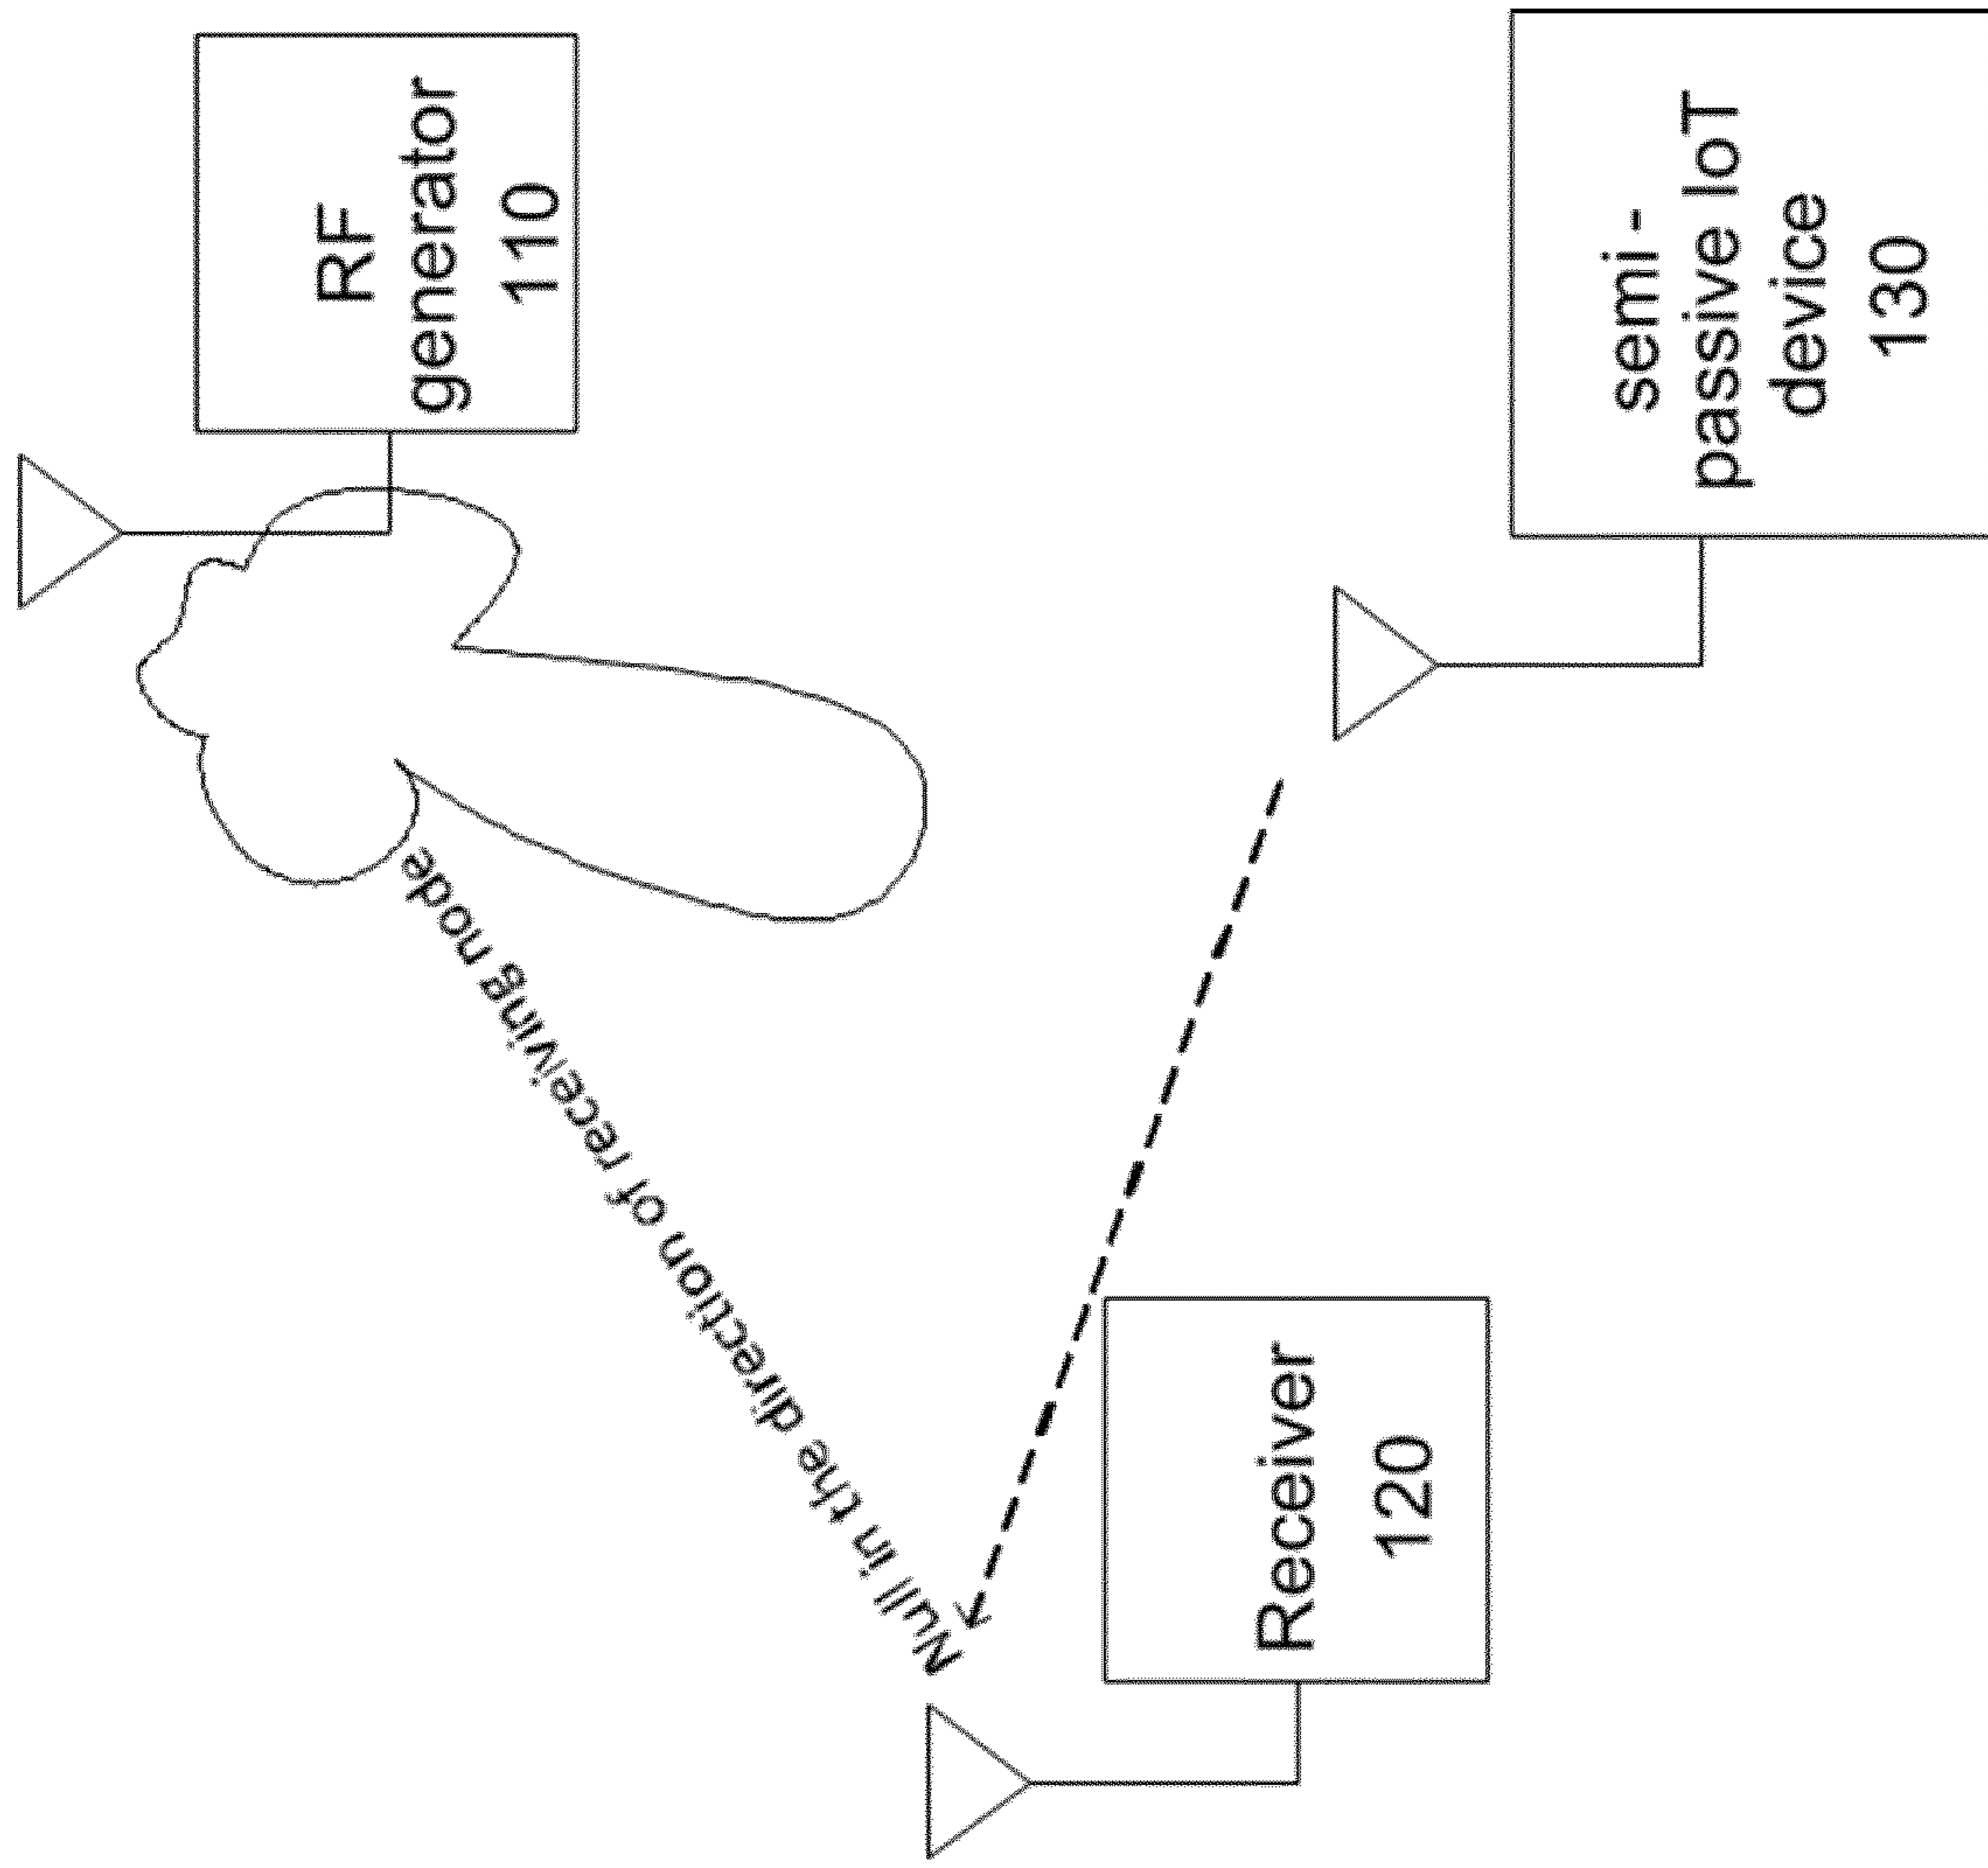 RF
generator
110
Null in the direction of receiving node
Receiver
120
semi-
passive IoT
device
130